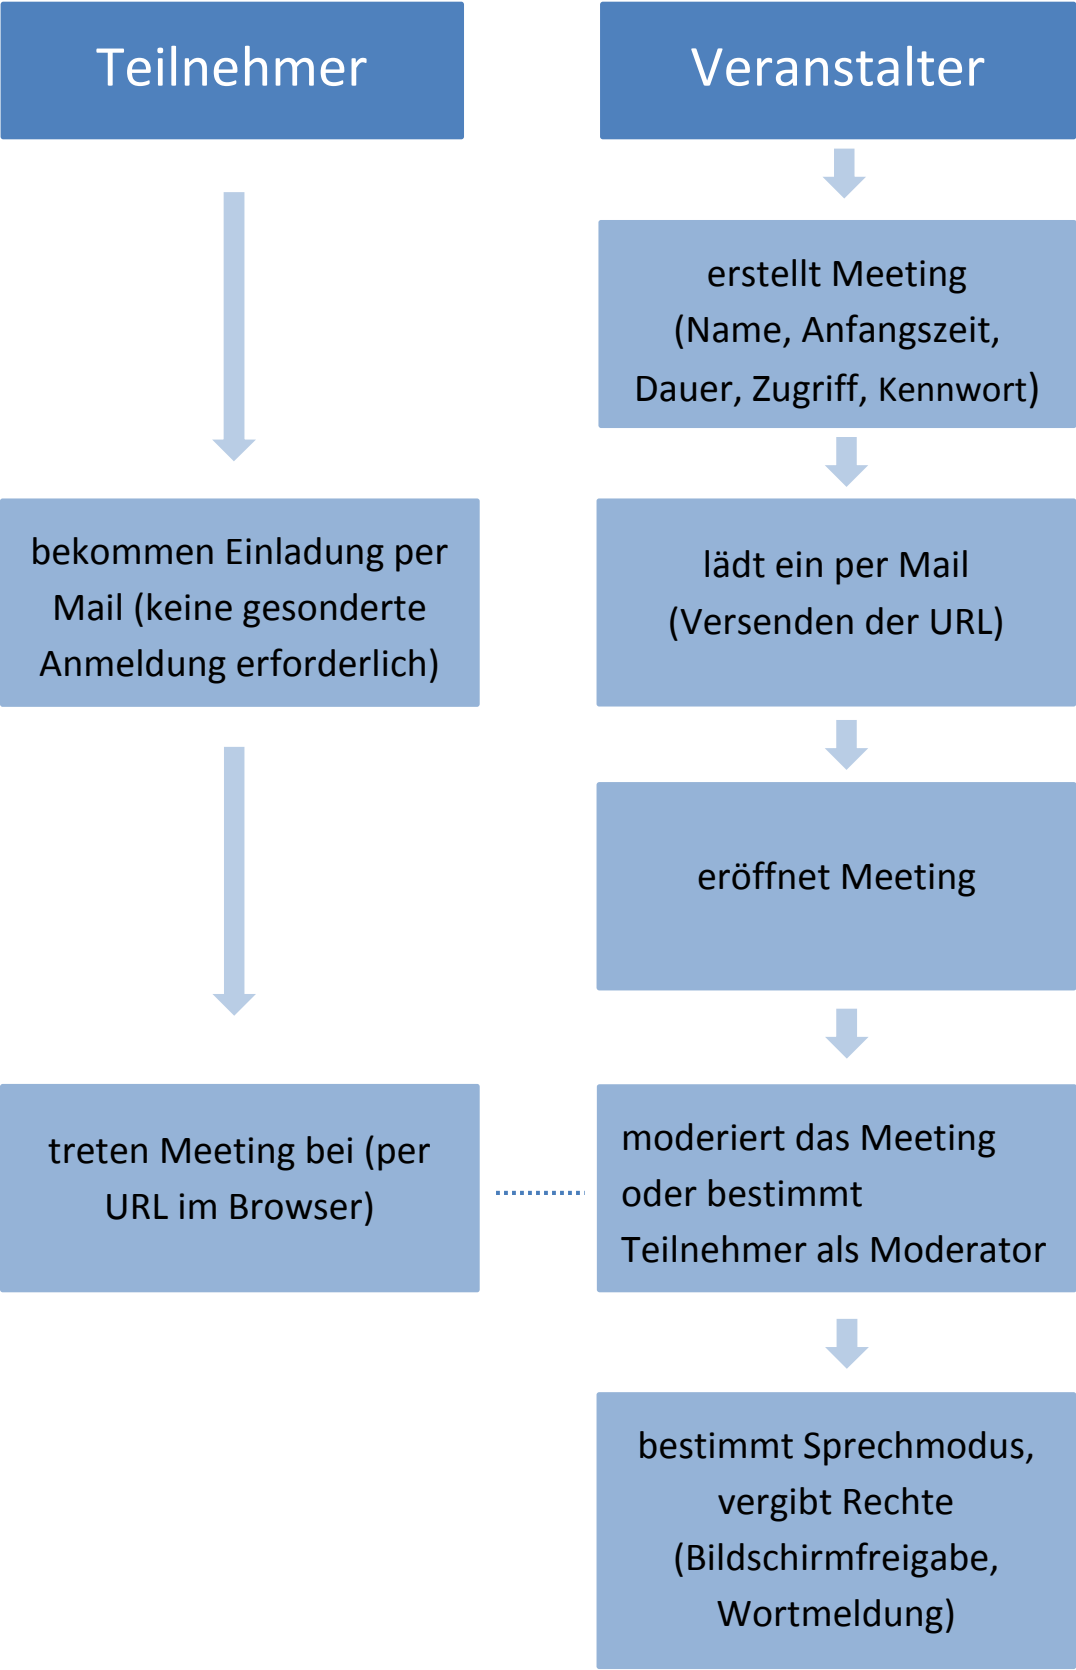 Teilnehmer
bekommen Einladung per
Mail (keine gesonderte
Anmeldung erforderlich)
treten Meeting bei (per
URL im Browser)
Veranstalter
erstellt Meeting
(Name, Anfangszeit,
Dauer, Zugriff, Kennwort)
lädt ein per Mail
(Versenden der URL)
eröffnet Meeting
moderiert das Meeting
oder bestimmt
Teilnehmer als Moderator
bestimmt Sprechmodus,
vergibt Rechte
(Bildschirmfreigabe,
Wortmeldung)